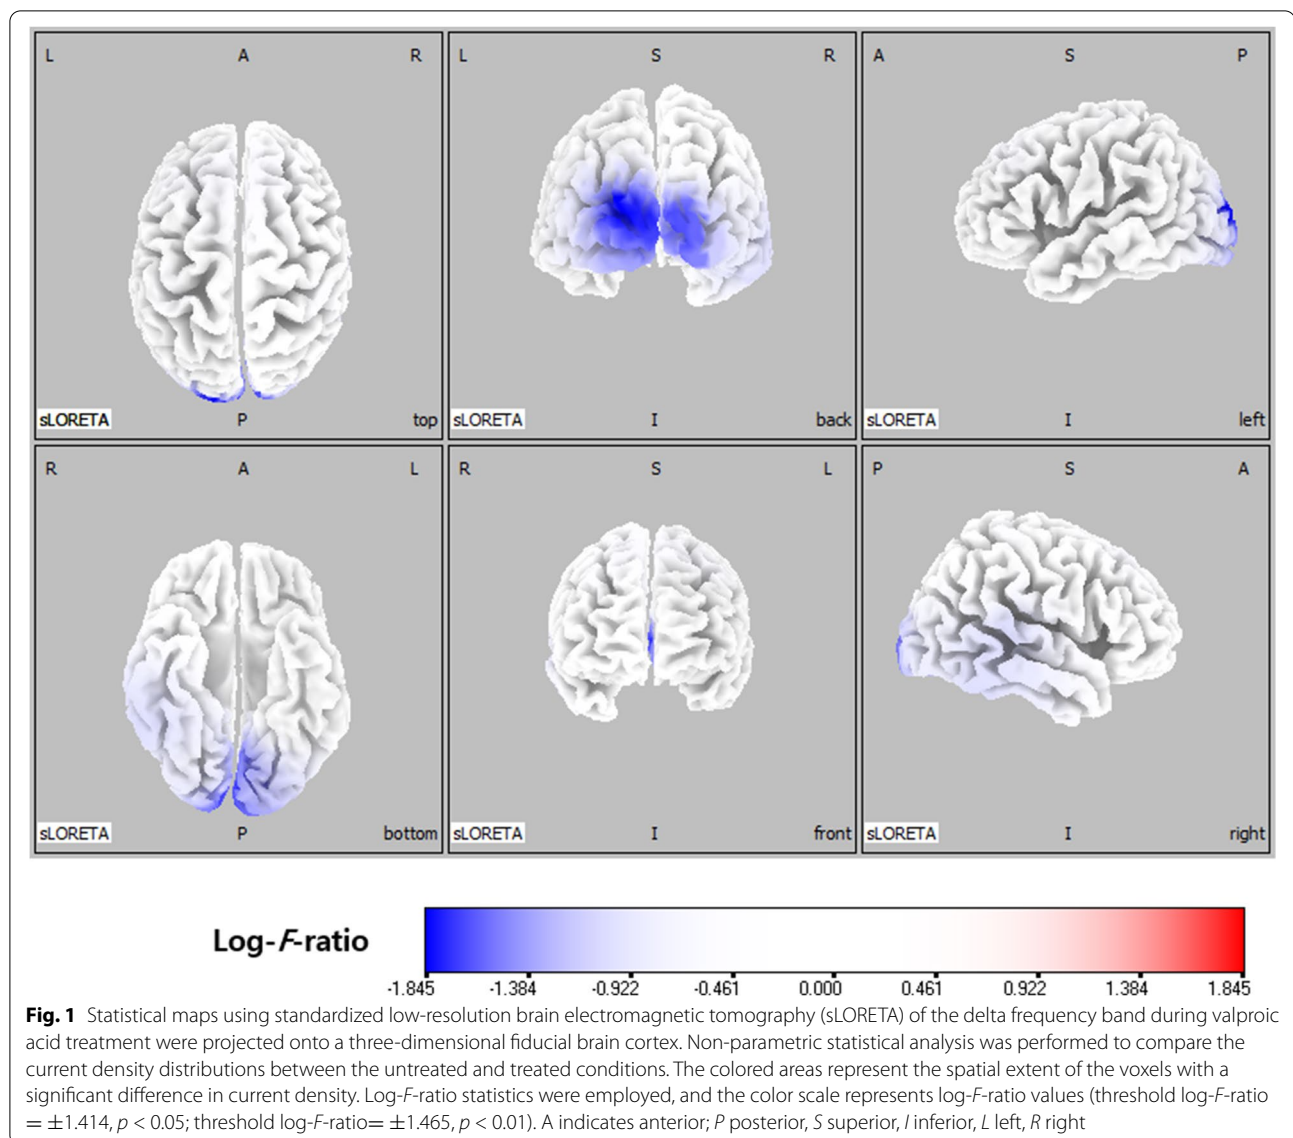 L A R
L S R
A S P
sLORETA P top
sLORETA I back
sLORETA I left
R A L
R S L
P S A
sLORETA P bottom
sLORETA I front
sLORETA I right
Log-F-ratio
-1.845 -1.384 -0.922 -0.461 0.000 0.461 0.922 1.384 1.845
Fig. 1 Statistical maps using standardized low-resolution brain electromagnetic tomography (sLORETA) of the delta frequency band during valproic
acid treatment were projected onto a three-dimensional fiducial brain cortex. Non-parametric statistical analysis was performed to compare the
current density distributions between the untreated and treated conditions. The colored areas represent the spatial extent of the voxels with a
significant difference in current density. Log-F-ratio statistics were employed, and the color scale represents log-F-ratio values (threshold log-F-ratio
= ±1.414, p < 0.05; threshold log-F-ratio= ±1.465, p < 0.01). A indicates anterior; P posterior, S superior, I inferior, L left, R right